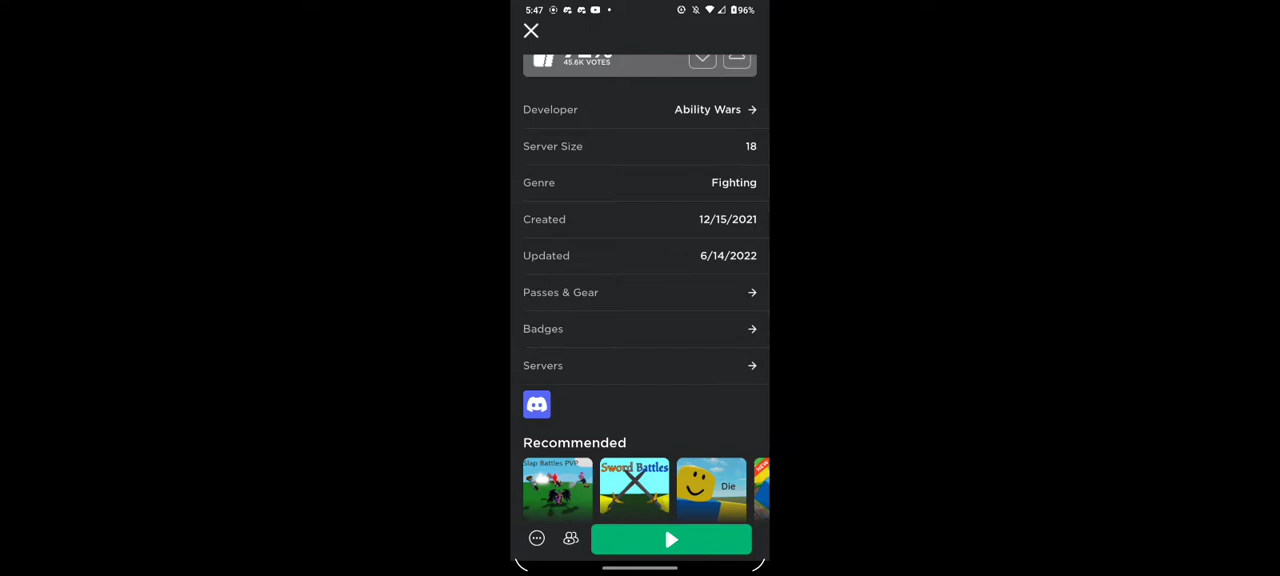 5:47
96%
45.6K VOTES
Developer Ability Wars
Server Size 18
Genre Fighting
Created 12/15/2021
Updated 6/14/2022
Passes & Gear
Badges
Servers
Recommended
Slap Battles PVP
Sword Battles
Die
NEW